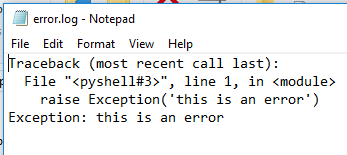 error.log - Notepad
File Edit Format View Help
Traceback (most recent call last):
  File "<pyshell#3>", line 1, in <module>
    raise Exception('this is an error')
Exception: this is an error